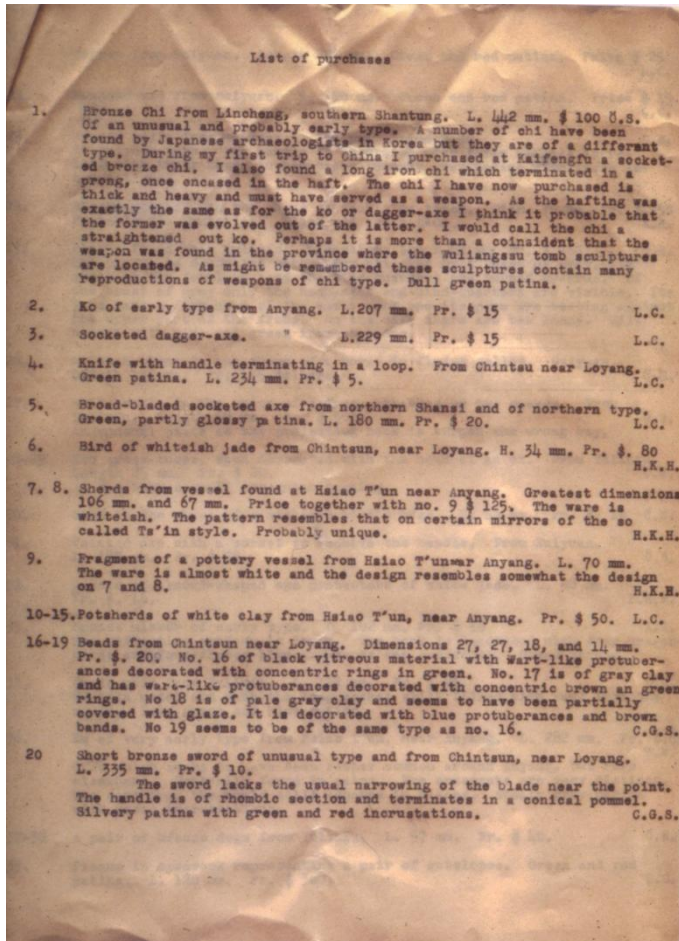 List of purchases
1. Bronze Chi from Lincheng, southern Shantung. L. 442 mm. $ 100 Ö.S.
Of an unusual and probably early type. A number of chi have been
found by Japanese archaeologists in Korea but they are of a different
type. During my first trip to China I purchased at Kaifengfu a socket-
ed bronze chi. I also found a long iron chi which terminated in a
prong, once encased in the haft. The chi I have now purchased is
thick and heavy and must have served as a weapon. As the hafting was
exactly the same as for the ko or dagger-axe I think it probable that
the former was evolved out of the latter. I would call the chi a
straightened out ko. Perhaps it is more than a coinsident that the
weapon was found in the province where the Wuliangssu tomb sculptures
are located. As might be remembered these sculptures contain many
reproductions of weapons of chi type. Dull green patina.
2. Ko of early type from Anyang. L.207 mm. Pr. $ 15 L.C.
3. Socketed dagger-axe. " L.229 mm. Pr. $ 15 L.C.
4. Knife with handle terminating in a loop. From Chintsu near Loyang.
Green patina. L. 234 mm. Pr. $ 5. L.C.
5. Broad-bladed socketed axe from northern Shansi and of northern type.
Green, partly glossy patina. L. 180 mm. Pr. $ 20. L.C.
6. Bird of whiteish jade from Chintsun, near Loyang. H. 34 mm. Pr. $. 80
H.K.H.
7. 8. Sherds from vessel found at Hsiao T'un near Anyang. Greatest dimensions
106 mm. and 67 mm. Price together with no. 9 $ 125. The ware is
whiteish. The pattern resembles that on certain mirrors of the so
called Ts'in style. Probably unique. H.K.H.
9. Fragment of a pottery vessel from Hsiao T'un Anyang. L. 70 mm.
The ware is almost white and the design resembles somewhat the design
on 7 and 8. H.K.H.
10-15. Potsherds of white clay from Hsiao T'un, near Anyang. Pr. $ 50. L.C.
16-19 Beads from Chintsun near Loyang. Dimensions 27, 27, 18, and 14 mm.
Pr. $. 20. No. 16 of black vitreous material with wart-like protuber-
ances decorated with concentric rings in green. No. 17 is of gray clay
and has wart-like protuberances decorated with concentric brown an green
rings. No 18 is of pale gray clay and seems to have been partially
covered with glaze. It is decorated with blue protuberances and brown
bands. No 19 seems to be of the same type as no. 16. C.G.S.
20 Short bronze sword of unusual type and from Chintsun, near Loyang.
L. 335 mm. Pr. $ 10.
The sword lacks the usual narrowing of the blade near the point.
The handle is of rhombic section and terminates in a conical pommel.
Silvery patina with green and red incrustations. C.G.S.